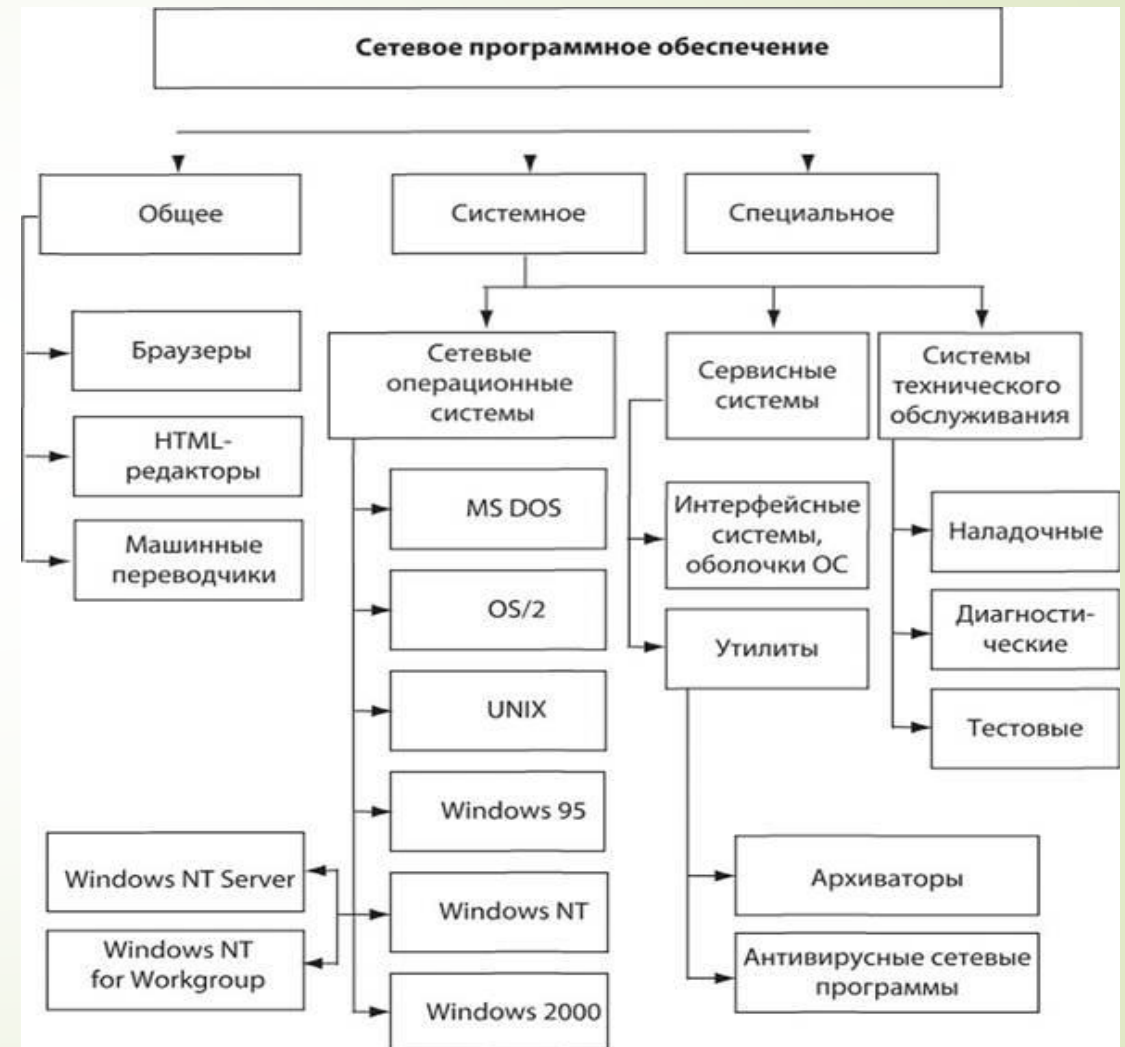 Сетевое программное обеспечение
Общее
Системное
Специальное
Браузеры
HTML-
редакторы
Машинные
переводчики
Сетевые
операционные
системы
MS DOS
OS/2
UNIX
Windows 95
Windows NT
Windows 2000
Windows NT Server
Windows NT
for Workgroup
Сервисные
системы
Интерфейсные
системы,
оболочки ОС
Утилиты
Архиваторы
Антивирусные сетевые
программы
Системы
технического
обслуживания
Наладочные
Диагности-
ческие
Тестовые